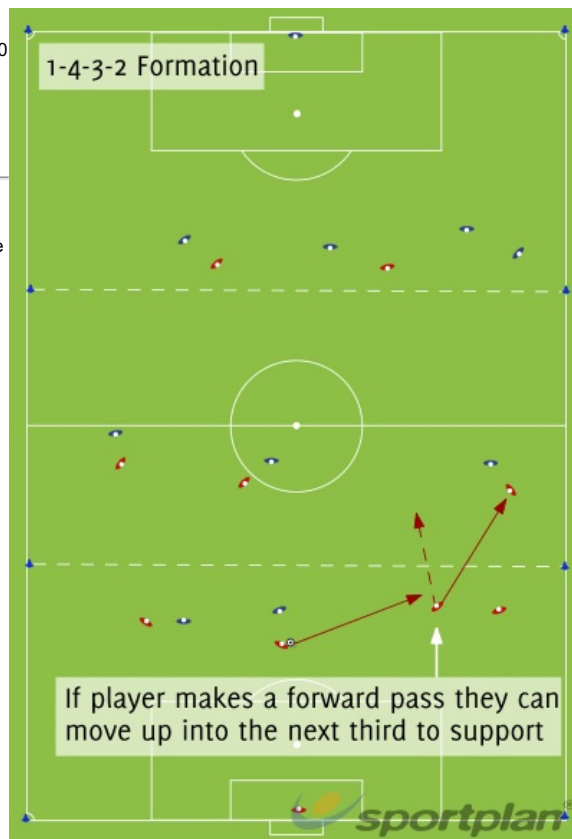 0
1-4-3-2 Formation
e
If player makes a forward pass they can
move up into the next third to support
sportplan